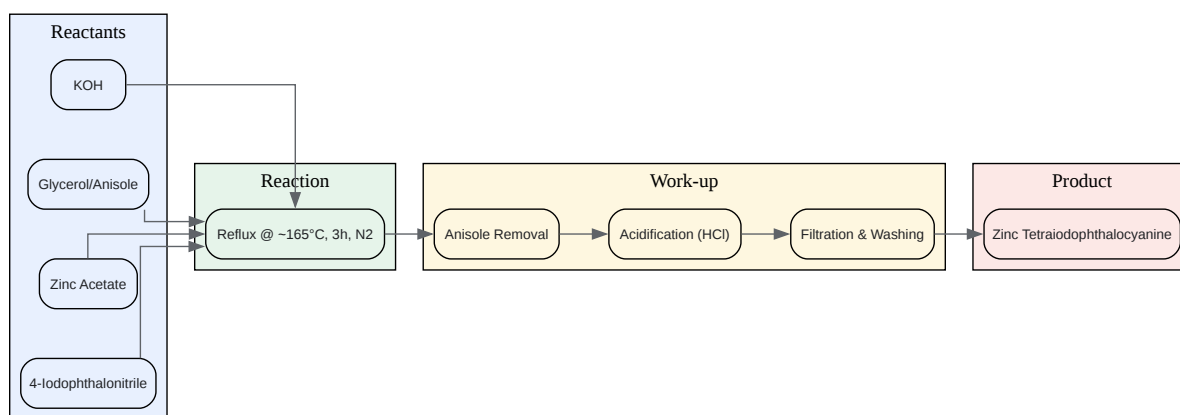 Reactants
KOH
Glycerol/Anisole
Zinc Acetate
4-Iodophthalonitrile
Reaction
Reflux @ ~165°C, 3h, N2
Work-up
Anisole Removal
Acidification (HCl)
Filtration & Washing
Product
Zinc Tetraiodophthalocyanine